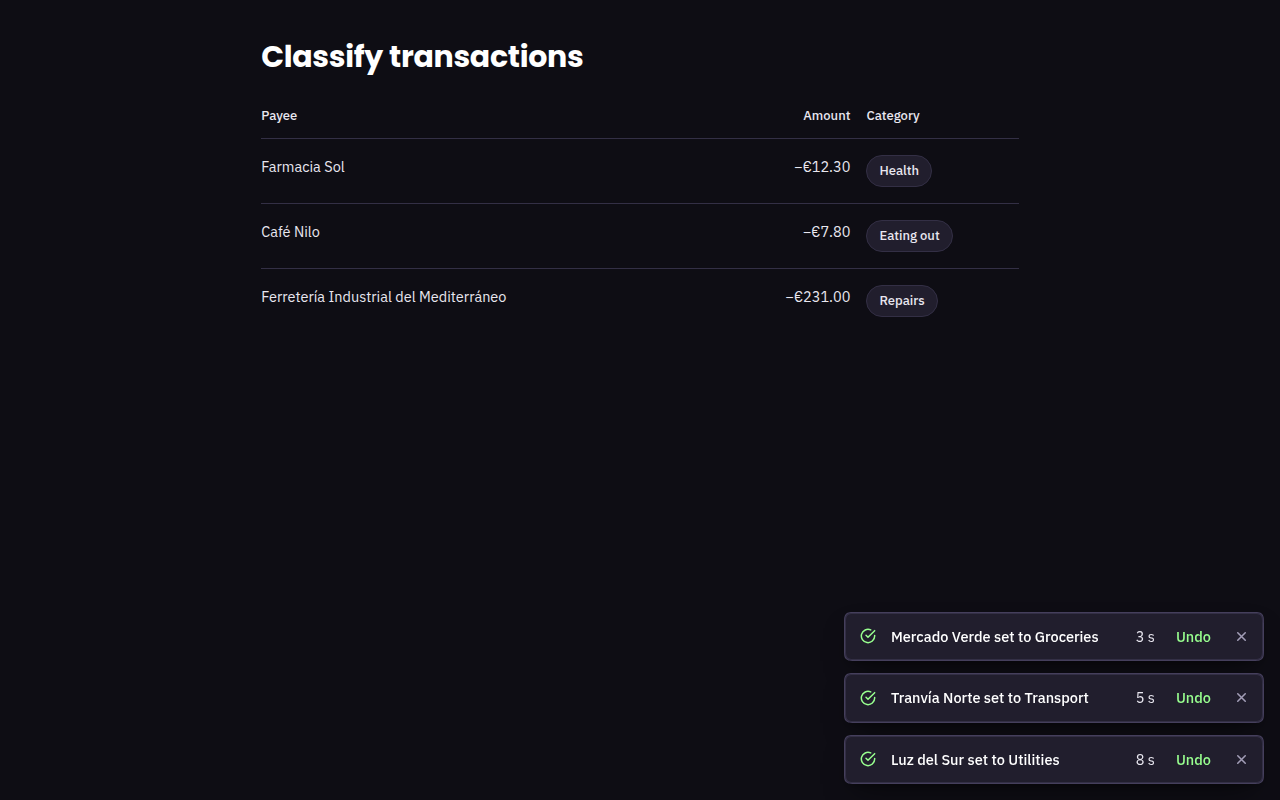 Classify transactions
Payee Amount Category
Farmacia Sol −€12.30 Health
Café Nilo −€7.80 Eating out
Ferretería Industrial del Mediterráneo −€231.00 Repairs
Mercado Verde set to Groceries 3 s Undo
Tranvía Norte set to Transport 5 s Undo
Luz del Sur set to Utilities 8 s Undo